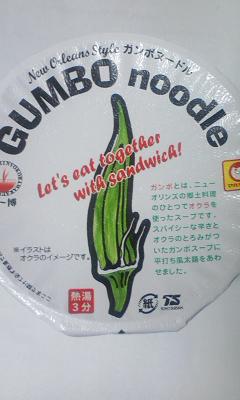 New Orleans Style ガンボヌードル
GUMBO noodle
Let's eat together
with sandwich!
ガンボとは、ニュー
オリンズの郷土料理
のひとつでオクラを
使ったスープです。
スパイシーな辛さと
オクラのとろみがつ
いたガンボスープに
平打ち風太麺をあわ
せました。
※イラストは
オクラのイメージです。
熱湯
3分
紙